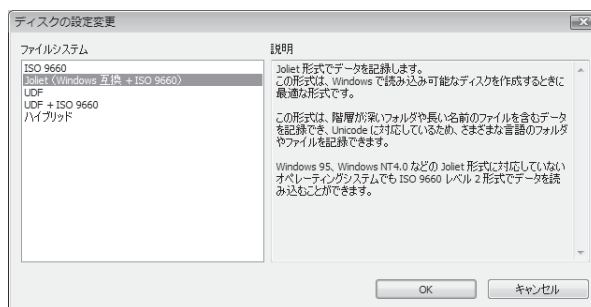 ディスクの設定変更
ファイルシステム
ISO 9660
Joliet (Windows 互換 + ISO 9660)
UDF
UDF + ISO 9660
ハイブリッド
説明
Joliet 形式でデータを記録します。
この形式は、Windows で読み込み可能なディスクを作成するときに
最適な形式です。
この形式は、階層が深いフォルダや長い名前のファイルを含むデータ
を記録でき、Unicode に対応しているため、さまざまな言語のフォルダ
やファイルを記録できます。
Windows 95、Windows NT4.0 などの Joliet 形式に対応していない
オペレーティングシステムでも ISO 9660 レベル 2 形式でデータを読
み込むことができます。
OK
キャンセル